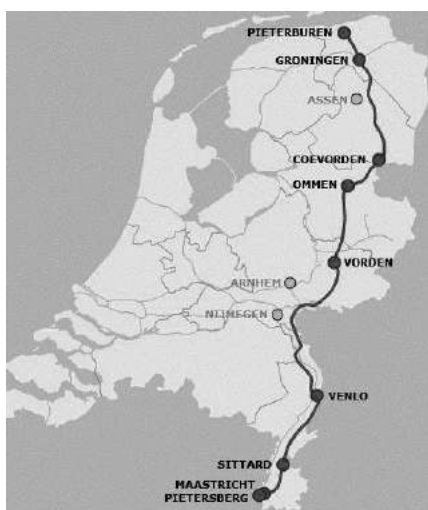 PIETERBUREN
GRONINGEN
ASSEN
COEVORDEN
OMMEN
VORDEN
ARNHEM
NIJMEGEN
VENLO
SITTARD
MAASTRICHT
PIETERSBERG